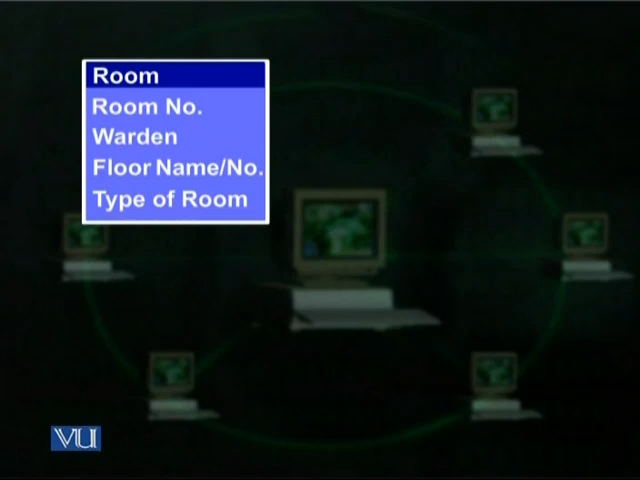 Room
Room No.
Warden
Floor Name/No.
Type of Room
VU